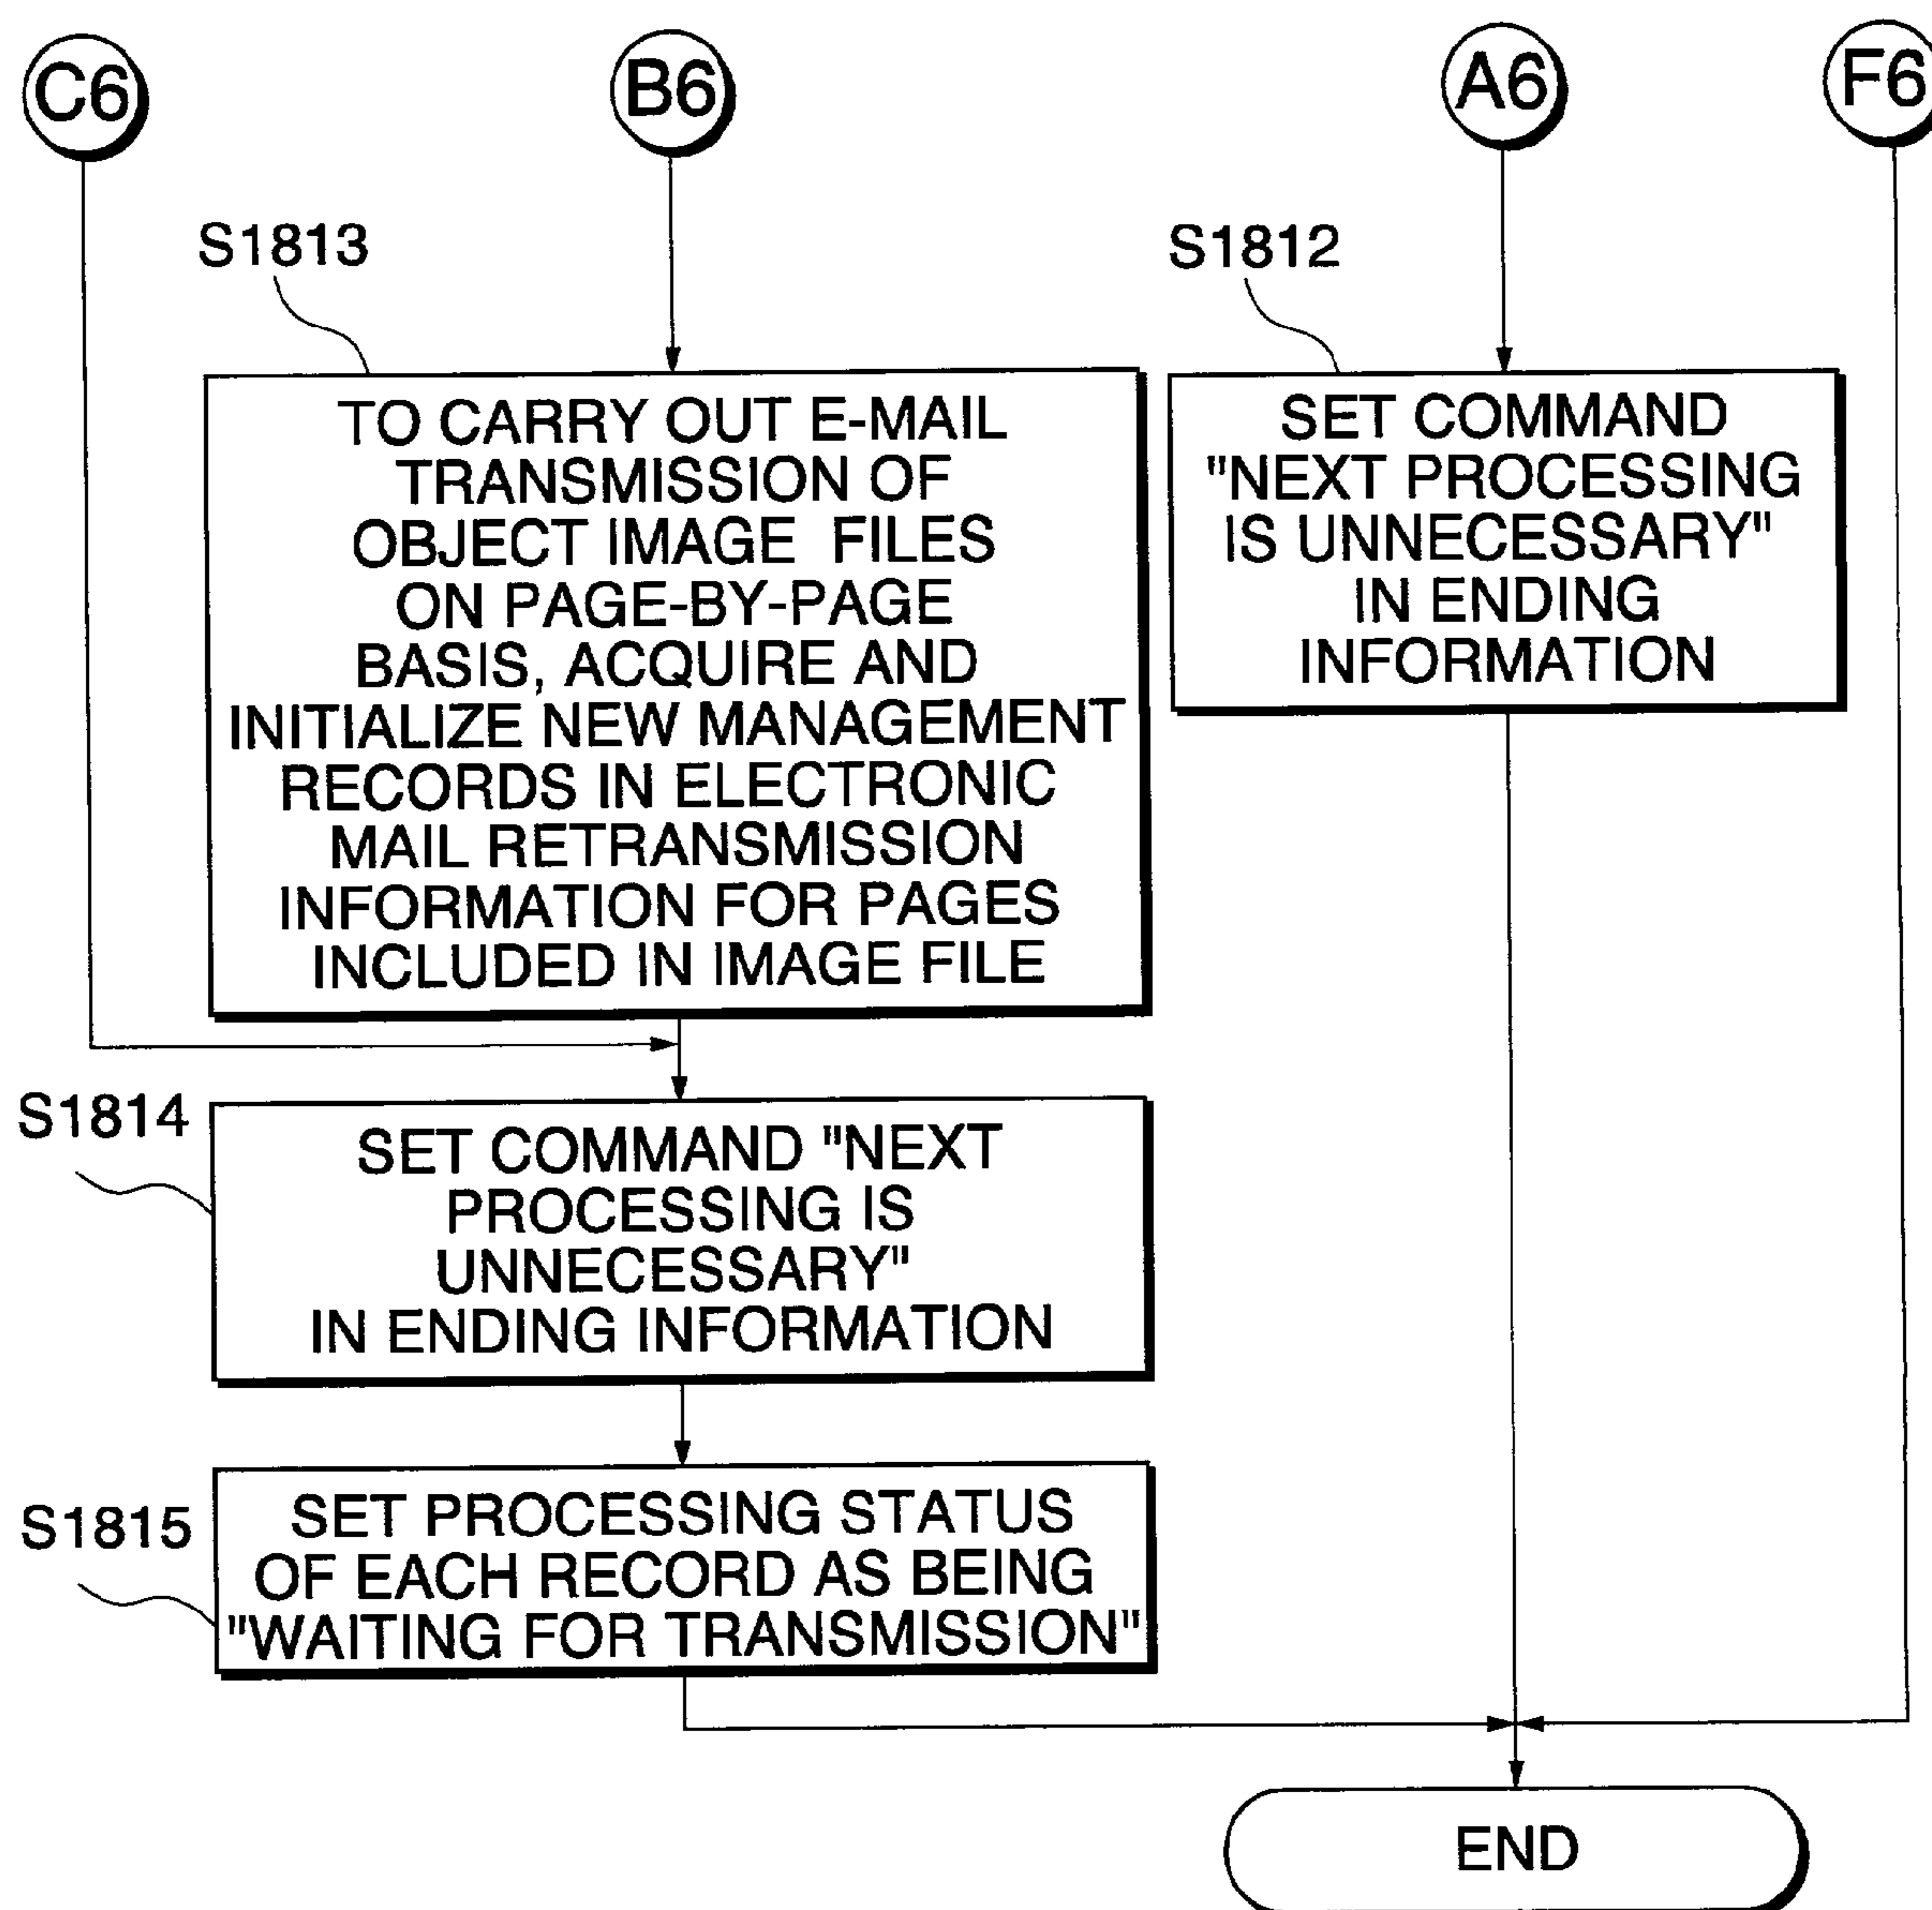 C6
B6
A6
F6
S1813
S1812
TO CARRY OUT E-MAIL
TRANSMISSION OF
OBJECT IMAGE FILES
ON PAGE-BY-PAGE
BASIS, ACQUIRE AND
INITIALIZE NEW MANAGEMENT
RECORDS IN ELECTRONIC
MAIL RETRANSMISSION
INFORMATION FOR PAGES
INCLUDED IN IMAGE FILE
SET COMMAND
"NEXT PROCESSING
IS UNNECESSARY"
IN ENDING
INFORMATION
S1814
SET COMMAND "NEXT
PROCESSING IS
UNNECESSARY"
IN ENDING INFORMATION
S1815
SET PROCESSING STATUS
OF EACH RECORD AS BEING
"WAITING FOR TRANSMISSION"
END